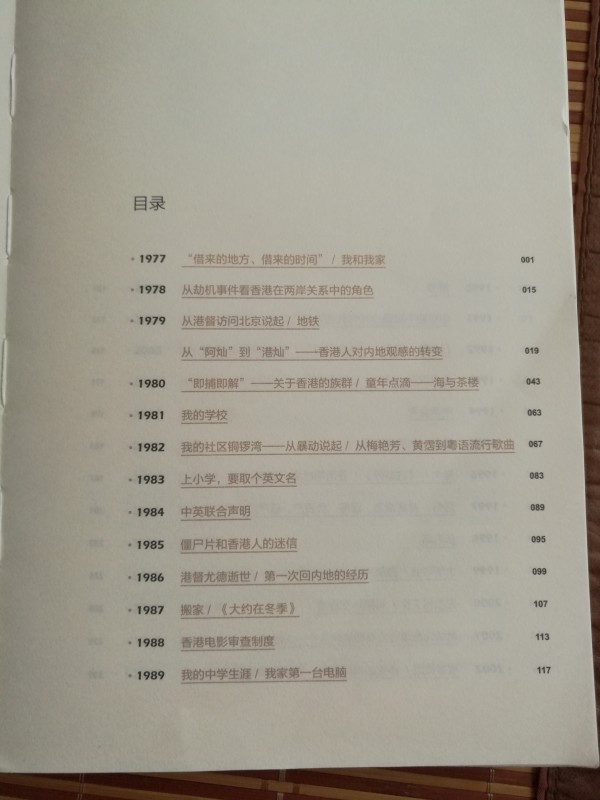 目录
• 1977 “借来的地方、借来的时间” / 我和我家 001
• 1978 从劫机事件看香港在两岸关系中的角色 015
• 1979 从港督访问北京说起 / 地铁
从“阿灿”到“港灿”——香港人对内地观感的转变 019
• 1980 “即捕即解”——关于香港的族群 / 童年点滴——海与茶楼 043
• 1981 我的学校 063
• 1982 我的社区铜锣湾——从暴动说起 / 从梅艳芳、黄霑到粤语流行歌曲 067
• 1983 上小学，要取个英文名 083
• 1984 中英联合声明 089
• 1985 僵尸片和香港人的迷信 095
• 1986 港督尤德逝世 / 第一次回内地的经历 099
• 1987 搬家 / 《大约在冬季》 107
• 1988 香港电影审查制度 113
• 1989 我的中学生涯 / 我家第一台电脑 117